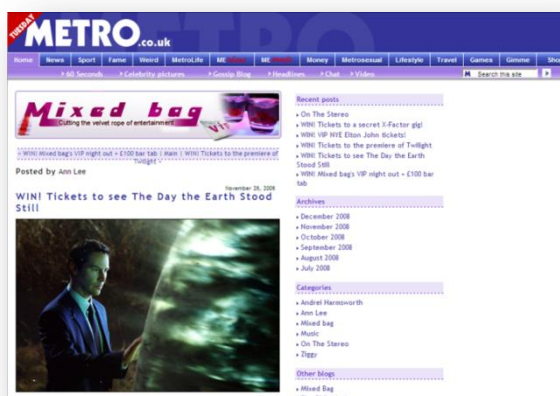 TUESDAY
METRO.co.uk
Home News Sport Fame Weird MetroLife Money Metrosexual Lifestyle Travel Games Gimme
60 Seconds Celebrity pictures Gossip Blog Headlines Chat Video
M Search this site
Mixed bag
Cutting the velvet rope of entertainment
VIP
« WIN! Mixed bag's VIP night out + £100 bar tab | Main | WIN! Tickets to the premiere of
Twilight »
Posted by Ann Lee
November 26, 2008
WIN! Tickets to see The Day the Earth Stood
Still
Recent posts
On The Stereo
WIN! Tickets to a secret X-Factor gig!
WIN! VIP NYE Elton John tickets!
WIN! Tickets to the premiere of Twilight
WIN! Tickets to see The Day the Earth
Stood Still
WIN! Mixed bag's VIP night out + £100 bar
tab
Archives
December 2008
November 2008
October 2008
September 2008
August 2008
July 2008
Categories
Andrei Harmsworth
Ann Lee
Mixed bag
Music
On The Stereo
Ziggy
Other blogs
Mixed Bag